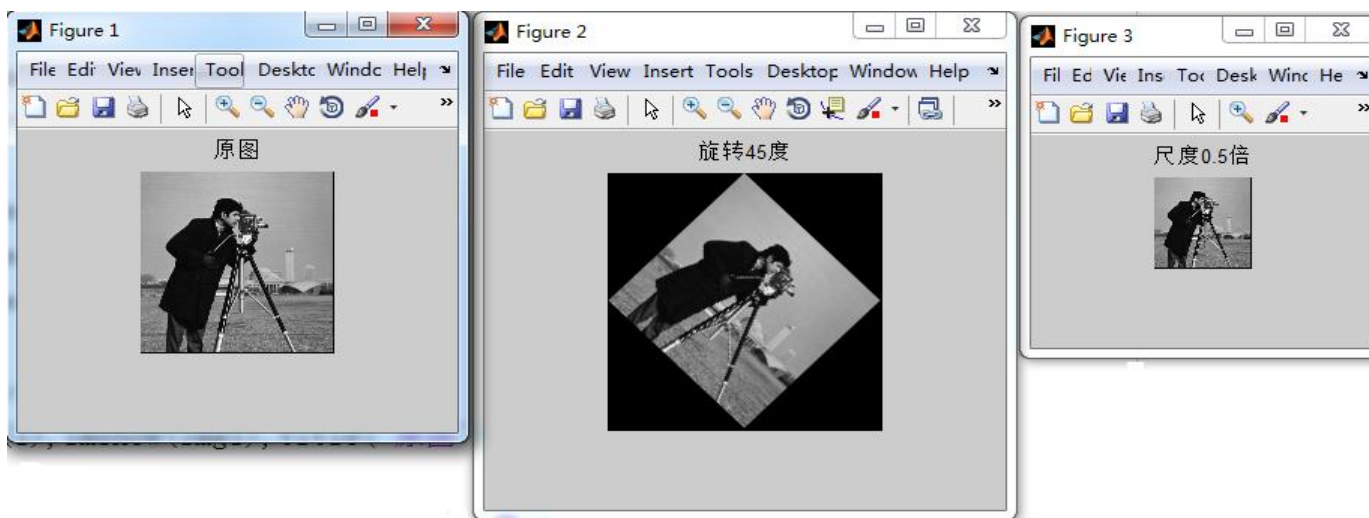 Figure 1
File Edi View Inser Tool Desktc Windc Help
原图
Figure 2
File Edit View Insert Tools Desktop Window Help
旋转45度
Figure 3
Fil Ed Vie Ins Toc Desk Winc He
尺度0.5倍